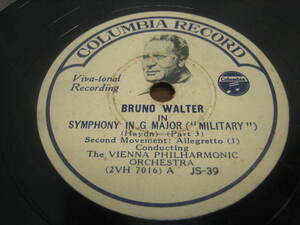 COLUMBIA RECORD
Viva-tonal
Recording
Columbia
BRUNO WALTER
IN
SYMPHONY IN G MAJOR ("MILITARY")
(Haydn) (Part 3)
Second Movement: Allegretto (1)
Conducting
The VIENNA PHILHARMONIC
ORCHESTRA
(2VH 7016) A JS-39